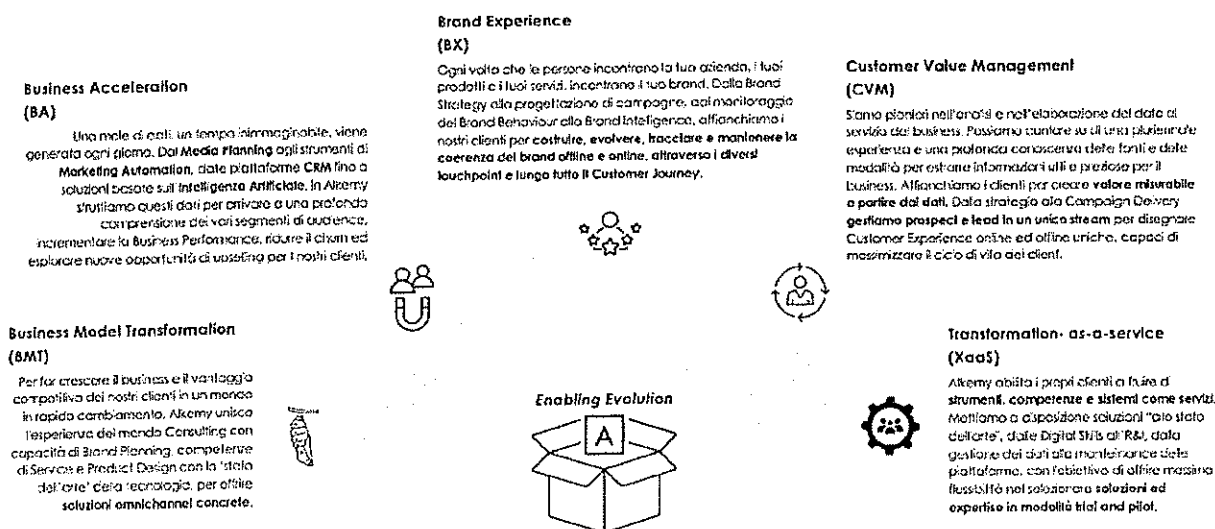 Brand Experience
(BX)
Ogni volta che le persone incontrano la tua azienda, i tuoi
prodotti e i tuoi servizi, incontrano il tuo brand. Dalla Brand
Strategy alla progettazione di campagne, dal monitoraggio
del Brand Behaviour alla Brand Intelligence, affianchiamo i
nostri clienti per costruire, evolvere, tracciare e mantenere la
coerenza del brand offline e online, attraverso i diversi
touchpoint e lungo tutto il Customer Journey.
Business Acceleration
(BA)
Una mole di dati, un tempo inimmaginabile, viene
generata ogni giorno. Dal Media Planning agli strumenti di
Marketing Automation, dalle piattaforme CRM fino a
soluzioni basate sull'Intelligenza Artificiale, in Alkemy
sfruttiamo questi dati per arrivare a una profonda
comprensione dei vari segmenti di audience,
incrementare la Business Performance, ridurre il churn ed
esplorare nuove opportunità di upselling per i nostri clienti.
Customer Value Management
(CVM)
Siamo pionieri nell'analisi e nell'elaborazione del dato al
servizio del business. Possiamo contare su di una pluriennale
esperienza e una profonda conoscenza delle fonti e delle
modalità per estrarre informazioni utili e preziose per il
business. Affianchiamo i clienti per creare valore misurabile
a partire dai dati. Dalla strategia alla Campaign Delivery
gestiamo prospect e lead in un unico stream per disegnare
Customer Experience online ed offline uniche, capaci di
massimizzare il ciclo di vita dei clienti.
Business Model Transformation
(BMT)
Per far crescere il business e il vantaggio
competitivo dei nostri clienti in un mondo
in rapido cambiamento, Alkemy unisce
l'esperienza del mondo Consulting con
capacità di Brand Planning, competenze
di Service e Product Design con lo "stato
dell'arte" della tecnologia, per offrire
soluzioni omnichannel concrete.
Enabling Evolution
A
Transformation- as-a-service
(XaaS)
Alkemy abilita i propri clienti a fruire di
strumenti, competenze e sistemi come servizi.
Mettiamo a disposizione soluzioni "allo stato
dell'arte", dalle Digital Skills all'R&I, dalla
gestione dei dati alla maintenance delle
piattaforme, con l'obiettivo di offrire massima
flessibilità nel selezionare soluzioni ed
expertise in modalità trial and pilot.